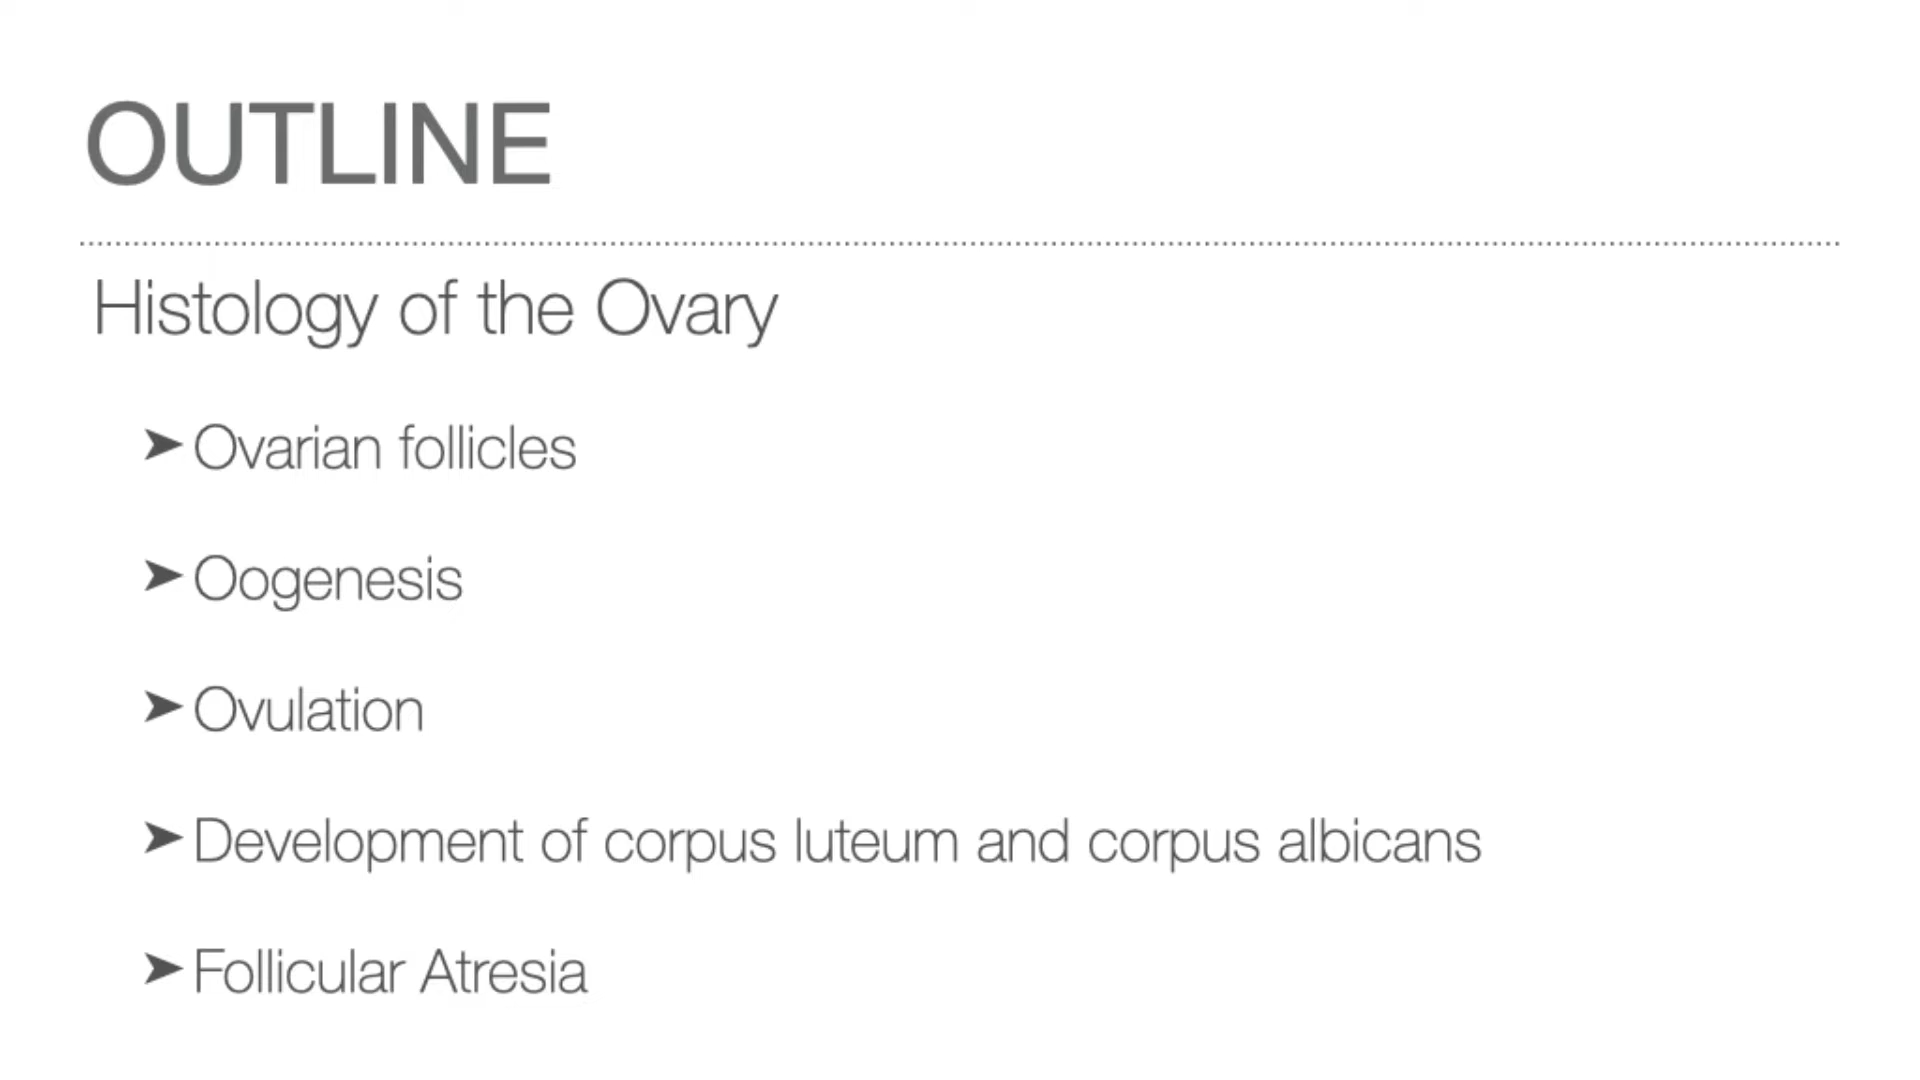 OUTLINE
Histology of the Ovary
➤ Ovarian follicles
➤ Oogenesis
➤ Ovulation
➤ Development of corpus luteum and corpus albicans
➤ Follicular Atresia